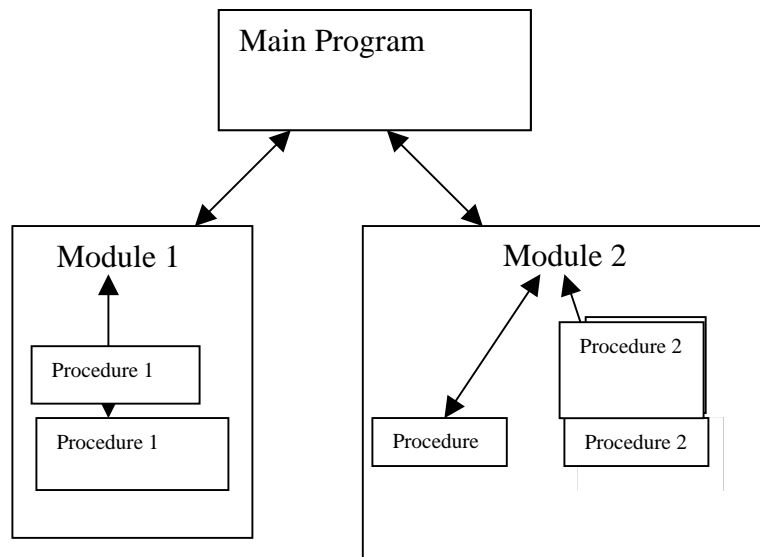 Main Program
Module 1
Module 2
Procedure 1
Procedure 2
Procedure 1
Procedure
Procedure 2